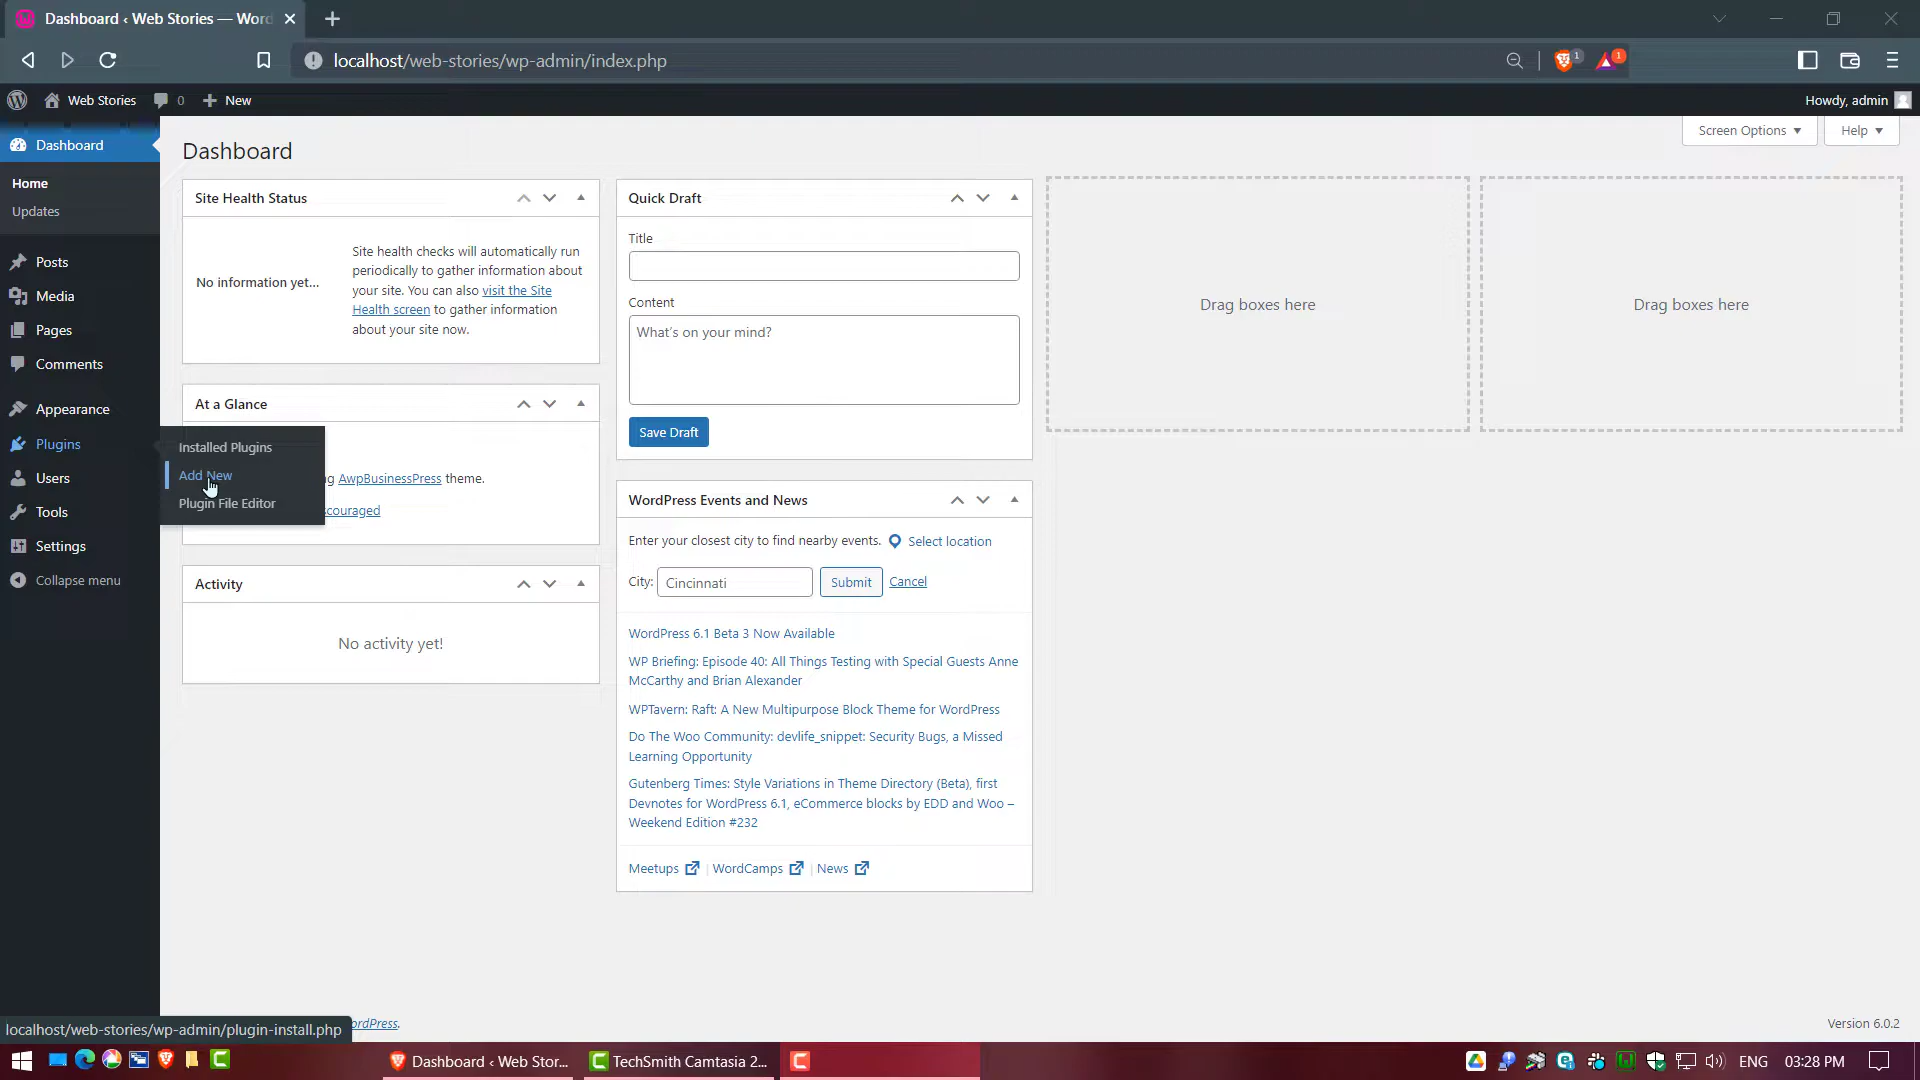 Dashboard ‹ Web Stories — Wor
localhost/web-stories/wp-admin/index.php
1
1
Web Stories
0
New
Howdy, admin
Dashboard
Home
Updates
Posts
Media
Pages
Comments
Appearance
Plugins
Users
Tools
Settings
Collapse menu
Installed Plugins
Add New
Plugin File Editor
Dashboard
Screen Options
Help
Site Health Status
No information yet...
Site health checks will automatically run
periodically to gather information about
your site. You can also visit the Site
Health screen to gather information
about your site now.
At a Glance
g AwpBusinessPress theme.
couraged
Activity
No activity yet!
Quick Draft
Title
Content
What's on your mind?
Save Draft
WordPress Events and News
Enter your closest city to find nearby events. Select location
City: Cincinnati Submit Cancel
WordPress 6.1 Beta 3 Now Available
WP Briefing: Episode 40: All Things Testing with Special Guests Anne
McCarthy and Brian Alexander
WPTavern: Raft: A New Multipurpose Block Theme for WordPress
Do The Woo Community: devlife_snippet: Security Bugs, a Missed
Learning Opportunity
Gutenberg Times: Style Variations in Theme Directory (Beta), first
Devnotes for WordPress 6.1, eCommerce blocks by EDD and Woo –
Weekend Edition #232
Meetups | WordCamps | News
Drag boxes here
Drag boxes here
localhost/web-stories/wp-admin/plugin-install.php
ordPress.
Version 6.0.2
Dashboard ‹ Web Stor...
TechSmith Camtasia 2...
ENG
03:28 PM